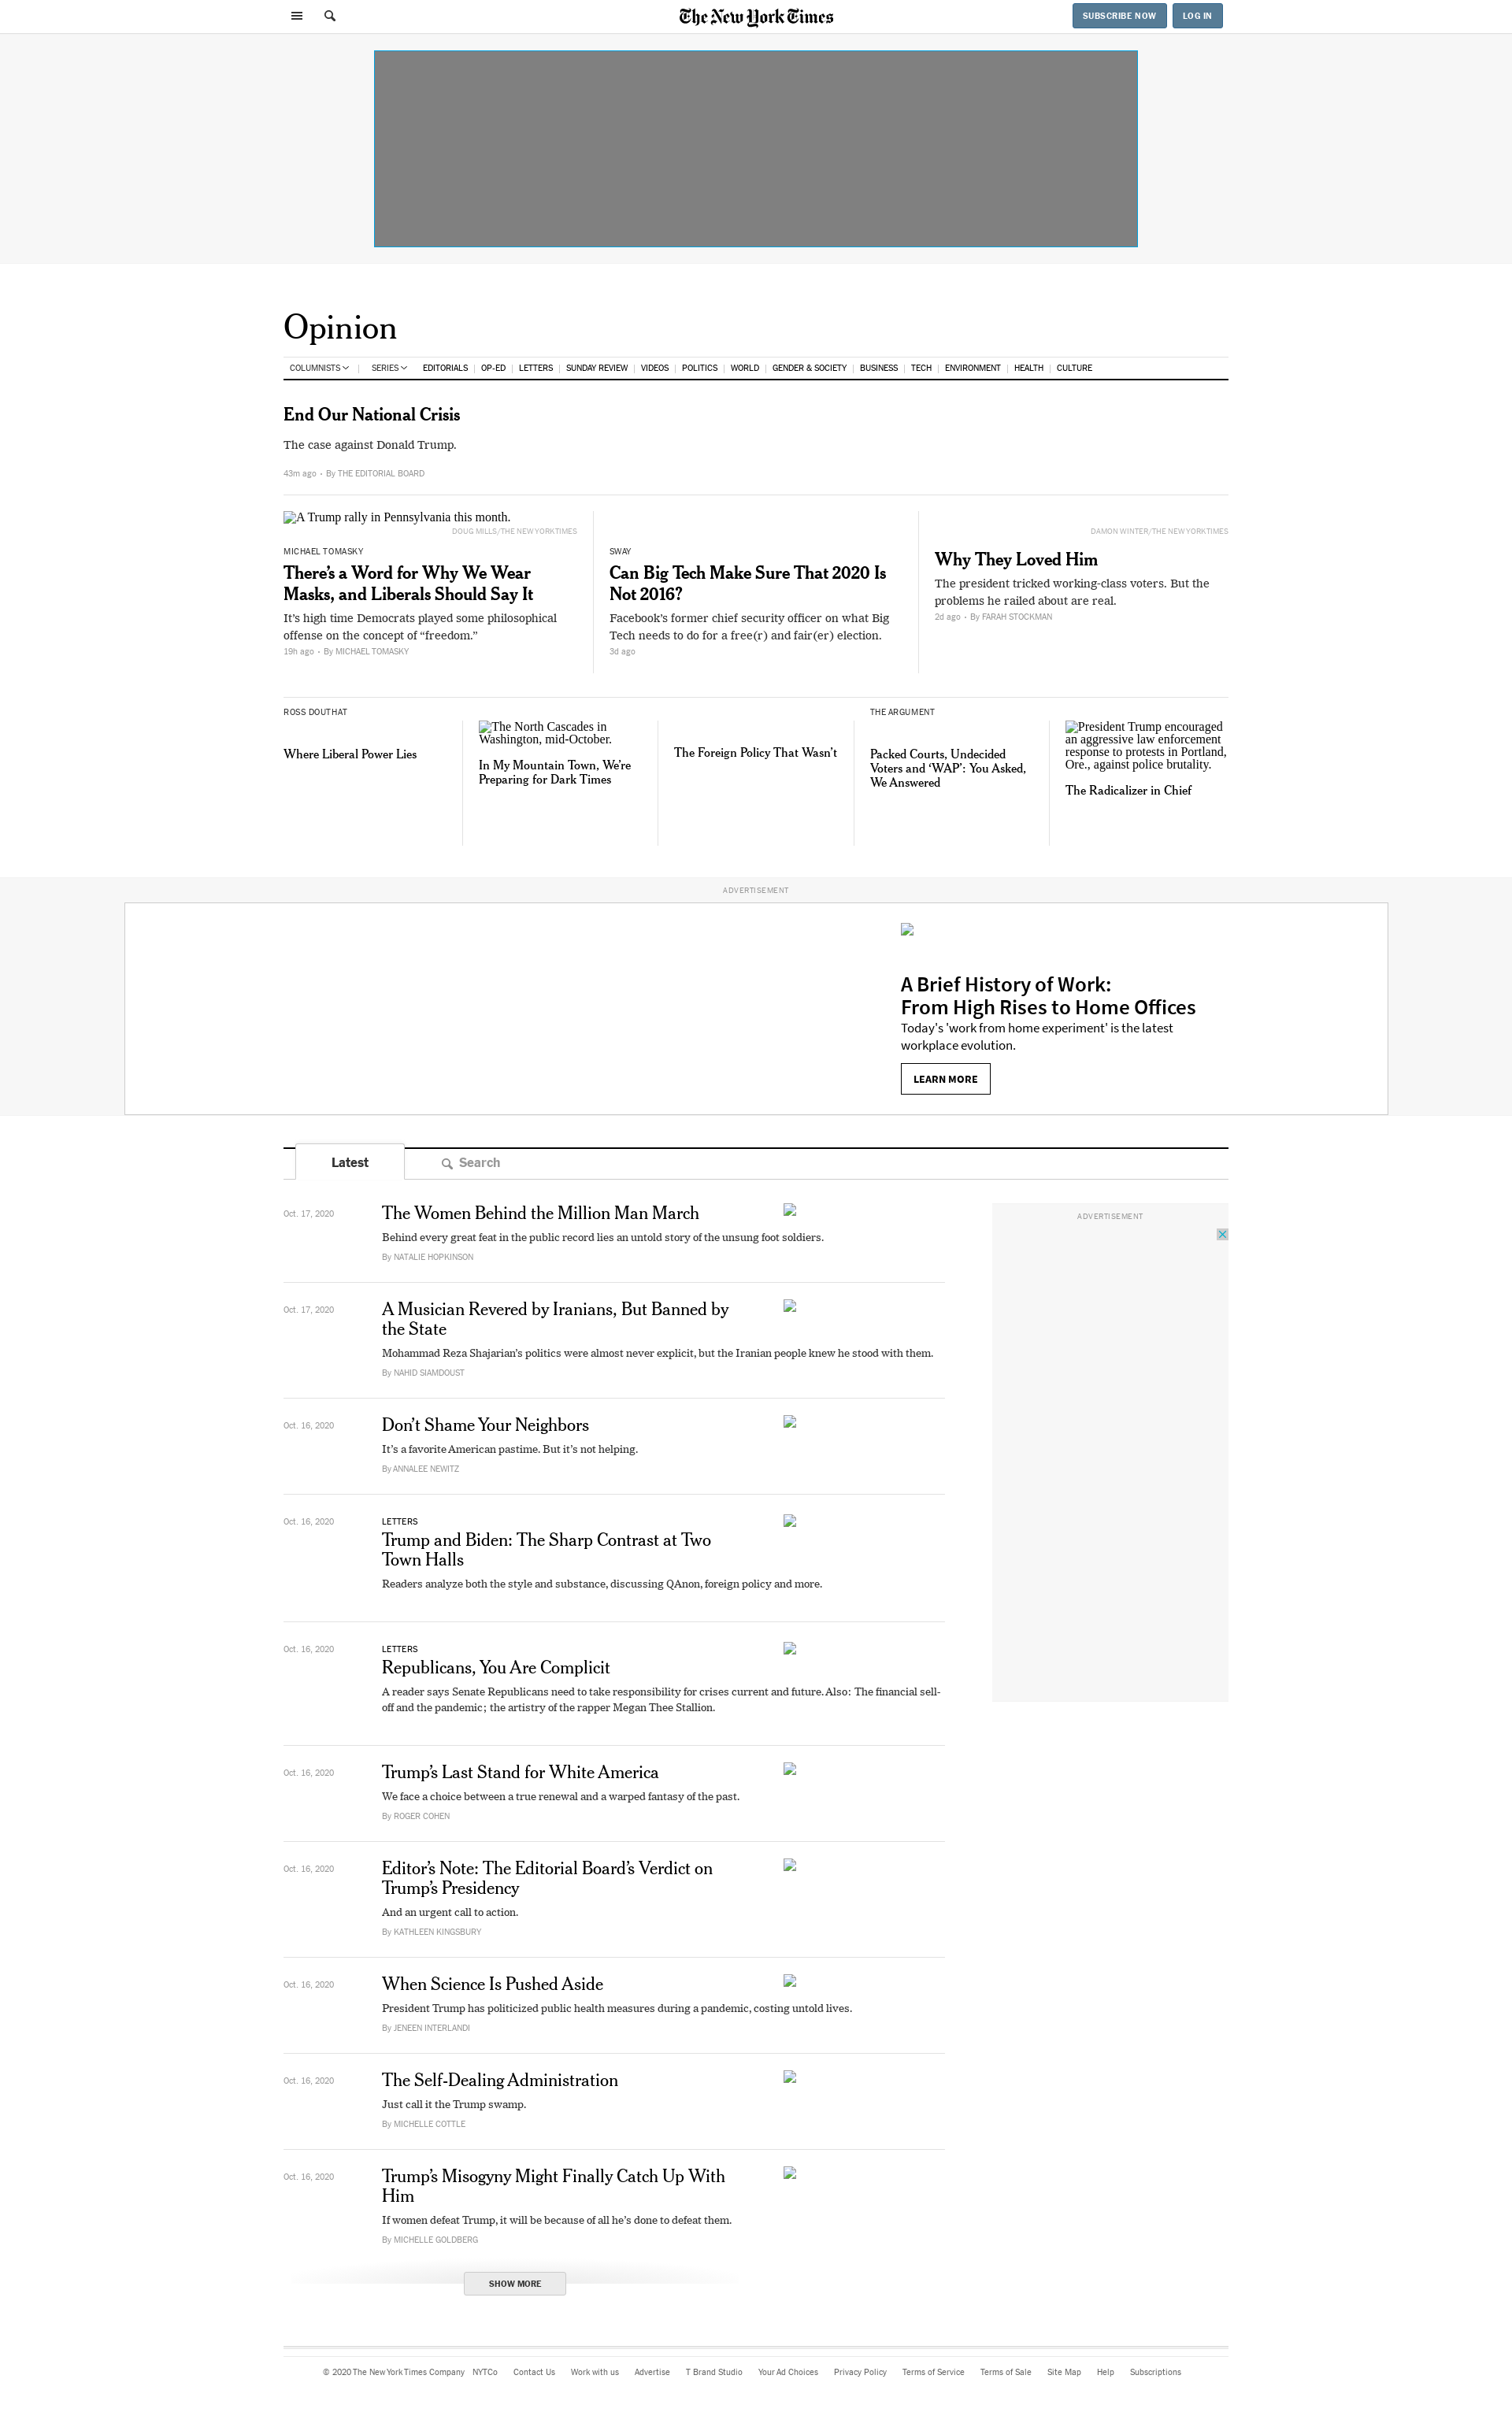 The New York Times
SUBSCRIBE NOW
LOG IN
Opinion
COLUMNISTS
SERIES
EDITORIALS
OP-ED
LETTERS
SUNDAY REVIEW
VIDEOS
POLITICS
WORLD
GENDER & SOCIETY
BUSINESS
TECH
ENVIRONMENT
HEALTH
CULTURE
End Our National Crisis
The case against Donald Trump.
43m ago • By THE EDITORIAL BOARD
A Trump rally in Pennsylvania this month.
DOUG MILLS/THE NEW YORK TIMES
MICHAEL TOMASKY
There’s a Word for Why We Wear
Masks, and Liberals Should Say It
It’s high time Democrats played some philosophical
offense on the concept of “freedom.”
19h ago • By MICHAEL TOMASKY
SWAY
Can Big Tech Make Sure That 2020 Is
Not 2016?
Facebook’s former chief security officer on what Big
Tech needs to do for a free(r) and fair(er) election.
3d ago
DAMON WINTER/THE NEW YORK TIMES
Why They Loved Him
The president tricked working-class voters. But the
problems he railed about are real.
2d ago • By FARAH STOCKMAN
ROSS DOUTHAT
Where Liberal Power Lies
The North Cascades in
Washington, mid-October.
In My Mountain Town, We’re
Preparing for Dark Times
The Foreign Policy That Wasn’t
THE ARGUMENT
Packed Courts, Undecided
Voters and ‘WAP’: You Asked,
We Answered
President Trump encouraged
an aggressive law enforcement
response to protests in Portland,
Ore., against police brutality.
The Radicalizer in Chief
ADVERTISEMENT
A Brief History of Work:
From High Rises to Home Offices
Today's 'work from home experiment' is the latest
workplace evolution.
LEARN MORE
Latest
Search
Oct. 17, 2020
The Women Behind the Million Man March
Behind every great feat in the public record lies an untold story of the unsung foot soldiers.
By NATALIE HOPKINSON
ADVERTISEMENT
Oct. 17, 2020
A Musician Revered by Iranians, But Banned by
the State
Mohammad Reza Shajarian’s politics were almost never explicit, but the Iranian people knew he stood with them.
By NAHID SIAMDOUST
Oct. 16, 2020
Don’t Shame Your Neighbors
It’s a favorite American pastime. But it’s not helping.
By ANNALEE NEWITZ
Oct. 16, 2020
LETTERS
Trump and Biden: The Sharp Contrast at Two
Town Halls
Readers analyze both the style and substance, discussing QAnon, foreign policy and more.
Oct. 16, 2020
LETTERS
Republicans, You Are Complicit
A reader says Senate Republicans need to take responsibility for crises current and future. Also: The financial sell-
off and the pandemic; the artistry of the rapper Megan Thee Stallion.
Oct. 16, 2020
Trump’s Last Stand for White America
We face a choice between a true renewal and a warped fantasy of the past.
By ROGER COHEN
Oct. 16, 2020
Editor’s Note: The Editorial Board’s Verdict on
Trump’s Presidency
And an urgent call to action.
By KATHLEEN KINGSBURY
Oct. 16, 2020
When Science Is Pushed Aside
President Trump has politicized public health measures during a pandemic, costing untold lives.
By JENEEN INTERLANDI
Oct. 16, 2020
The Self-Dealing Administration
Just call it the Trump swamp.
By MICHELLE COTTLE
Oct. 16, 2020
Trump’s Misogyny Might Finally Catch Up With
Him
If women defeat Trump, it will be because of all he’s done to defeat them.
By MICHELLE GOLDBERG
SHOW MORE
© 2020 The New York Times Company
NYTCo
Contact Us
Work with us
Advertise
T Brand Studio
Your Ad Choices
Privacy Policy
Terms of Service
Terms of Sale
Site Map
Help
Subscriptions